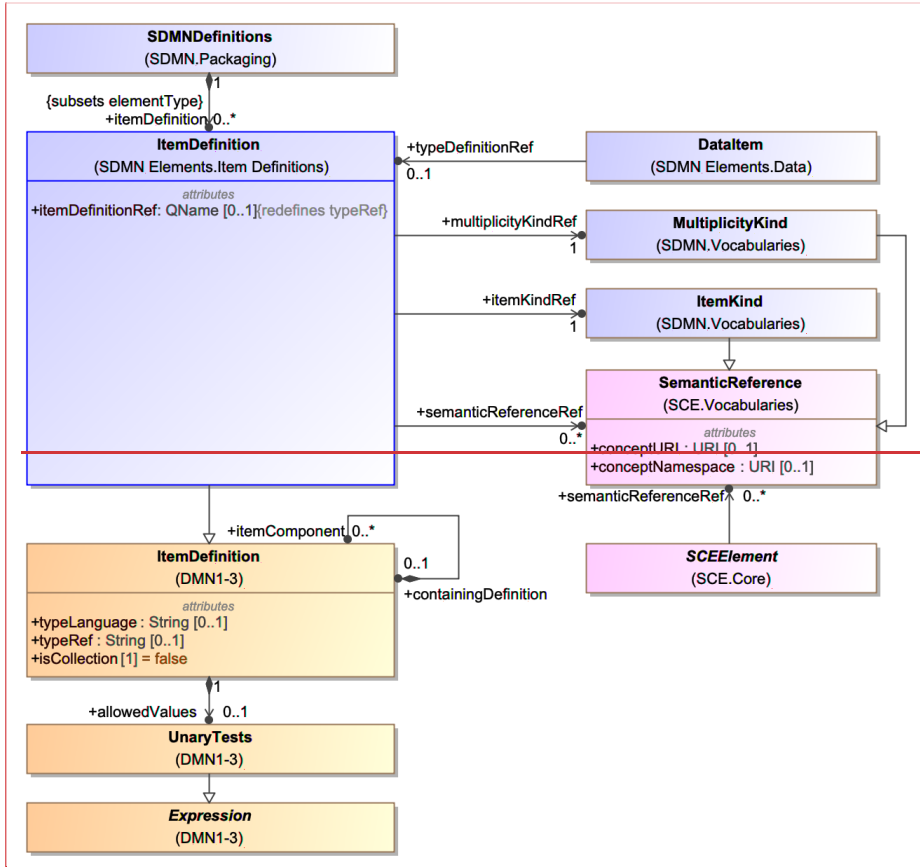 SDMNDefinitions
(SDMN.Packaging)
1
{subsets elementType}
+itemDefinition 0..*
ItemDefinition
(SDMN Elements.Item Definitions)
attributes
+itemDefinitionRef: QName [0..1]{redefines typeRef}
+typeDefinitionRef
0..1
DataItem
(SDMN Elements.Data)
+multiplicityKindRef
1
MultiplicityKind
(SDMN.Vocabularies)
+itemKindRef
1
ItemKind
(SDMN.Vocabularies)
+semanticReferenceRef
0..*
SemanticReference
(SCE.Vocabularies)
attributes
+conceptURI : URI [0..1]
+conceptNamespace : URI [0..1]
+semanticReferenceRef 0..*
SCEElement
(SCE.Core)
+itemComponent 0..*
0..1
+containingDefinition
ItemDefinition
(DMN1-3)
attributes
+typeLanguage : String [0..1]
+typeRef : String [0..1]
+isCollection [1] = false
1
+allowedValues 0..1
UnaryTests
(DMN1-3)
Expression
(DMN1-3)